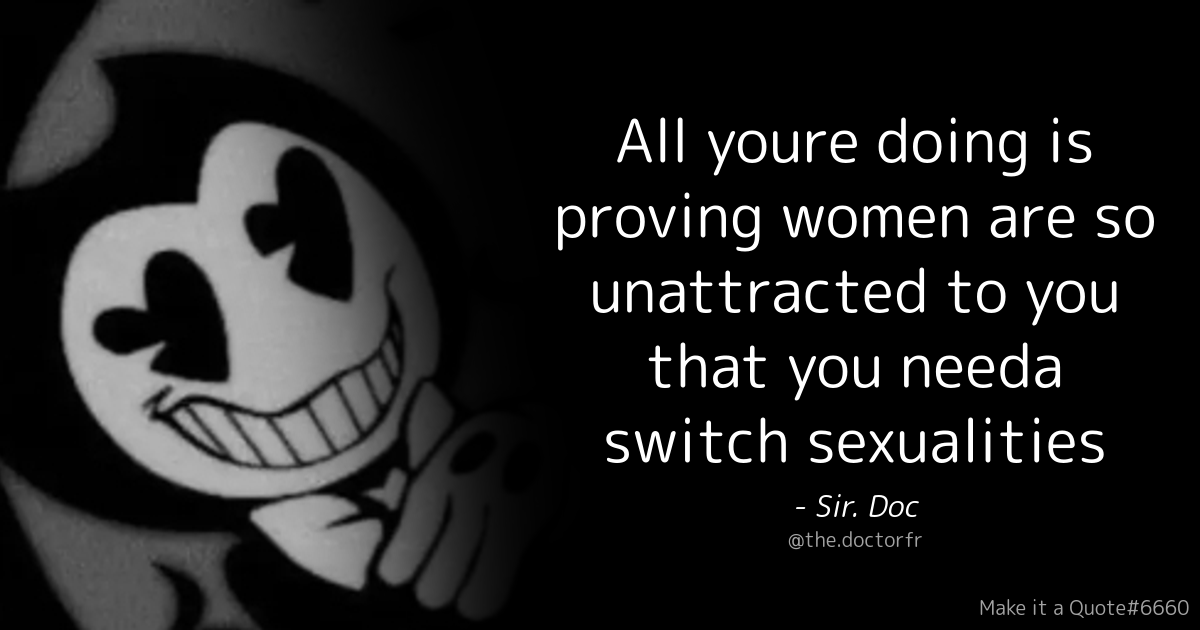 All youre doing is
proving women are so
unattracted to you
that you needa
switch sexualities
- Sir. Doc
@the.doctorfr
Make it a Quote#6660